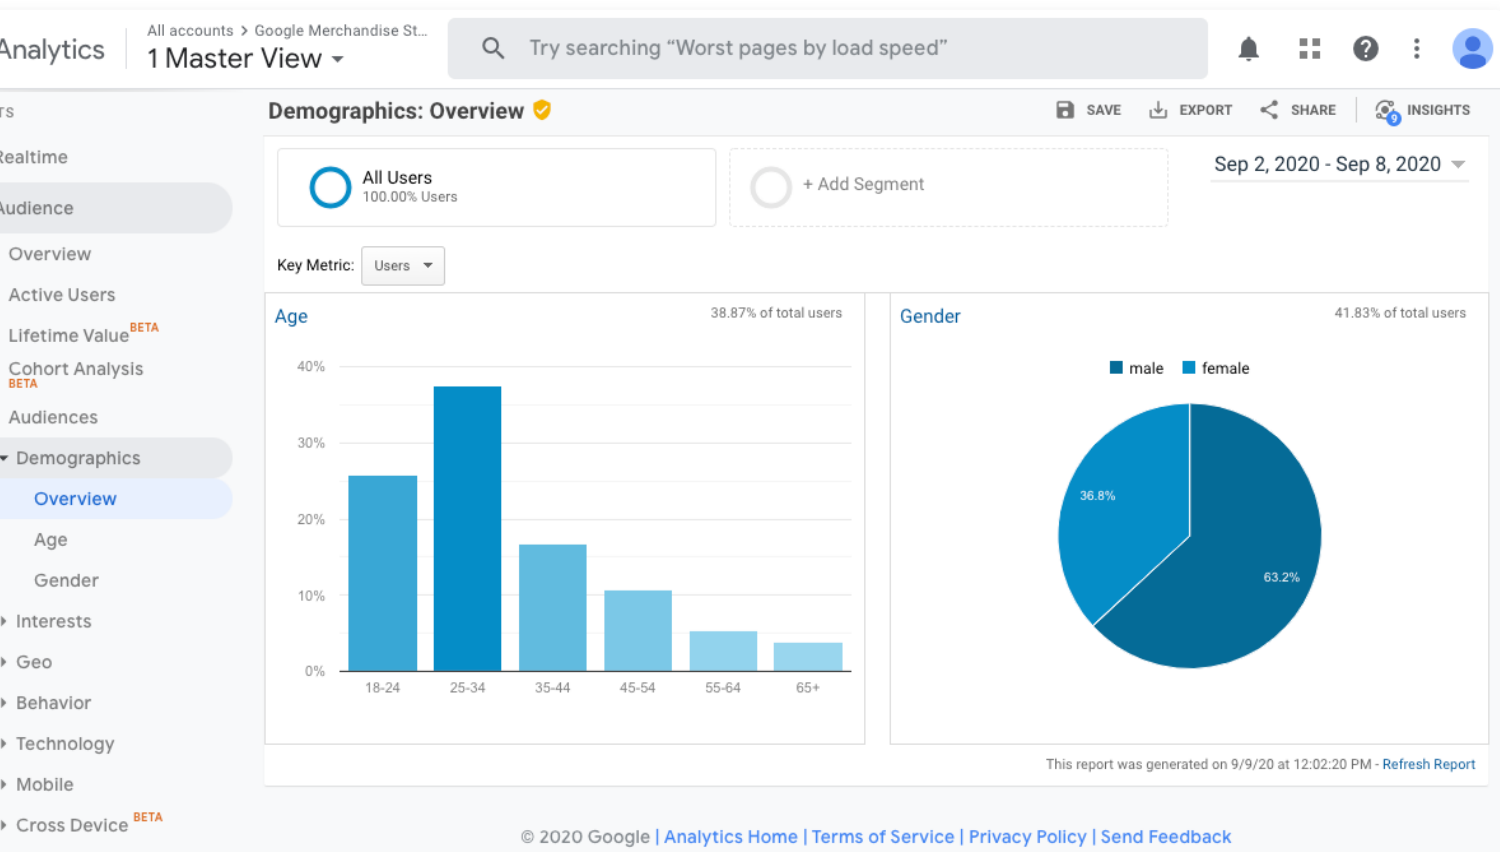 Analytics
All accounts > Google Merchandise St...
1 Master View
Try searching “Worst pages by load speed”
Demographics: Overview
SAVE
EXPORT
SHARE
9
INSIGHTS
TS
Realtime
Audience
Overview
Active Users
Lifetime Value BETA
Cohort Analysis
BETA
Audiences
Demographics
Overview
Age
Gender
Interests
Geo
Behavior
Technology
Mobile
Cross Device BETA
All Users
100.00% Users
+ Add Segment
Sep 2, 2020 - Sep 8, 2020
Key Metric: Users
Age
38.87% of total users
40%
30%
20%
10%
0%
18-24 25-34 35-44 45-54 55-64 65+
Gender
41.83% of total users
male female
36.8%
63.2%
This report was generated on 9/9/20 at 12:02:20 PM - Refresh Report
© 2020 Google | Analytics Home | Terms of Service | Privacy Policy | Send Feedback